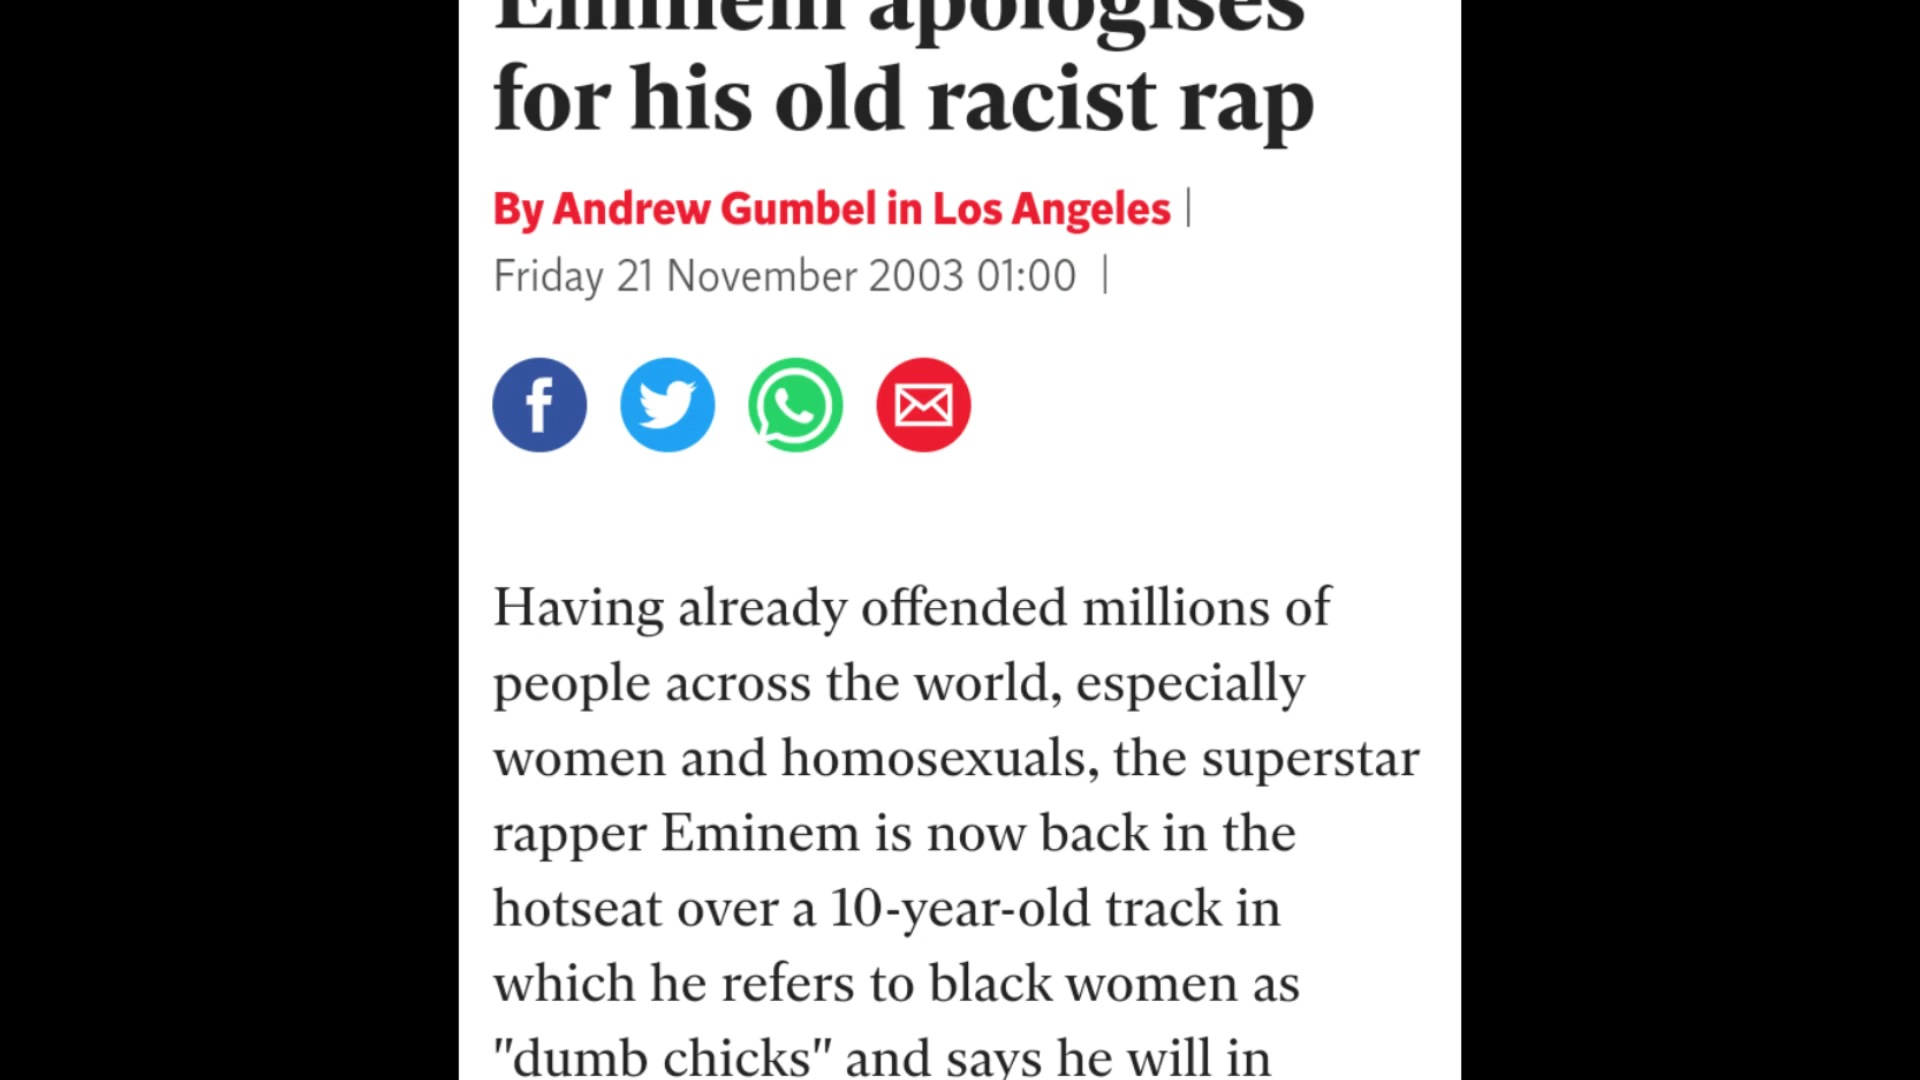 Eminem apologises
for his old racist rap
By Andrew Gumbel in Los Angeles |
Friday 21 November 2003 01:00 |
Having already offended millions of
people across the world, especially
women and homosexuals, the superstar
rapper Eminem is now back in the
hotseat over a 10-year-old track in
which he refers to black women as
"dumb chicks" and says he will in